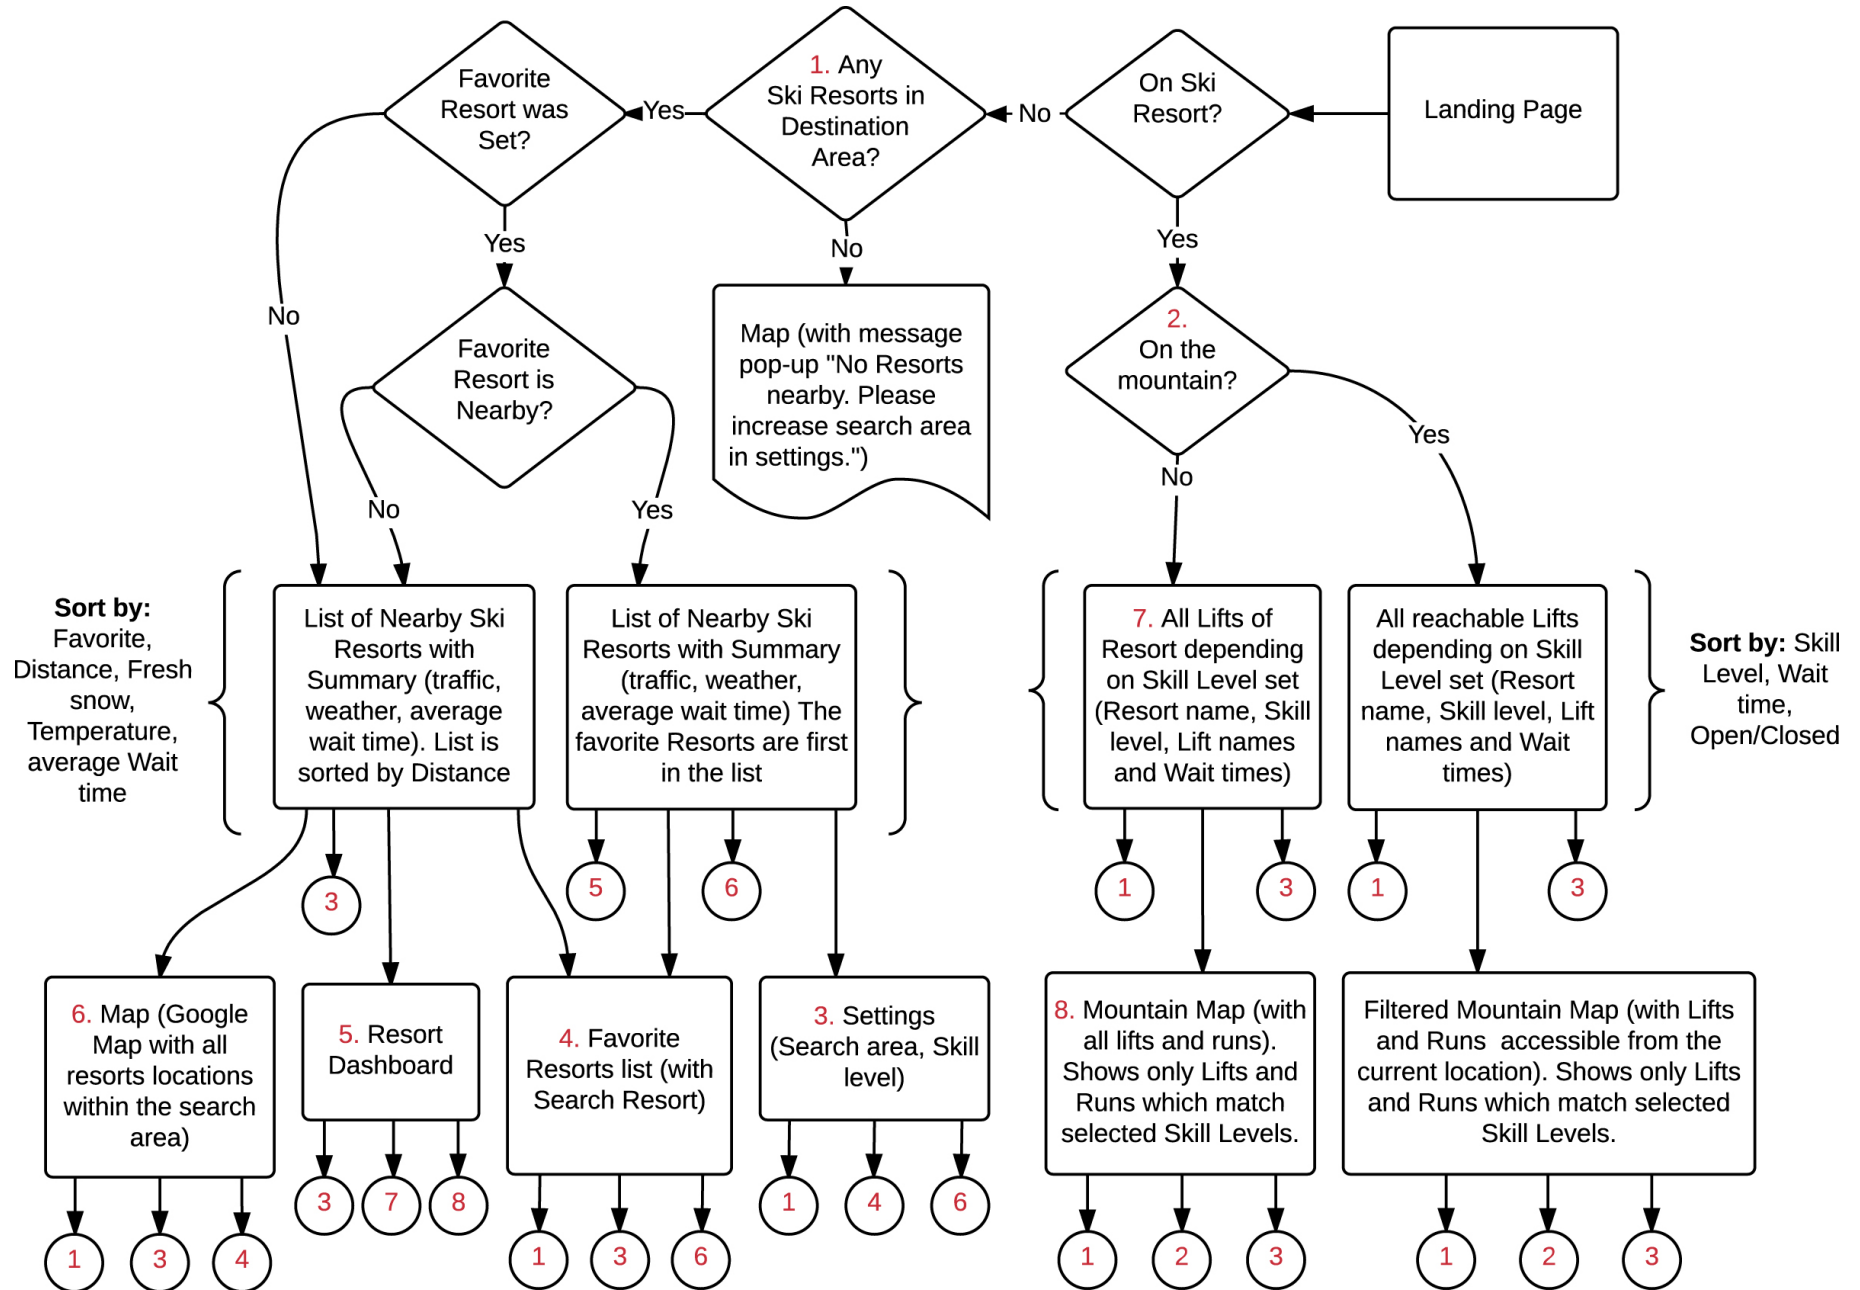 Favorite
Resort was
Set?
1. Any
Ski Resorts in
Destination
Area?
On Ski
Resort?
Landing Page
Yes
No
Yes
No
Yes
No
Favorite
Resort is
Nearby?
Map (with message
pop-up "No Resorts
nearby. Please
increase search area
in settings.")
2.
On the
mountain?
No
Yes
No
Yes
Sort by:
Favorite,
Distance, Fresh
snow,
Temperature,
average Wait
time
List of Nearby Ski
Resorts with
Summary (traffic,
weather, average
wait time). List is
sorted by Distance
List of Nearby Ski
Resorts with Summary
(traffic, weather,
average wait time) The
favorite Resorts are first
in the list
7. All Lifts of
Resort depending
on Skill Level set
(Resort name, Skill
level, Lift names
and Wait times)
All reachable Lifts
depending on Skill
Level set (Resort
name, Skill level, Lift
names and Wait
times)
Sort by: Skill
Level, Wait
time,
Open/Closed
3
5
6
1
3
1
3
6. Map (Google
Map with all
resorts locations
within the search
area)
5. Resort
Dashboard
4. Favorite
Resorts list (with
Search Resort)
3. Settings
(Search area, Skill
level)
8. Mountain Map (with
all lifts and runs).
Shows only Lifts and
Runs which match
selected Skill Levels.
Filtered Mountain Map (with Lifts
and Runs accessible from the
current location). Shows only Lifts
and Runs which match selected
Skill Levels.
1
3
4
3
7
8
1
3
6
1
4
6
1
2
3
1
2
3